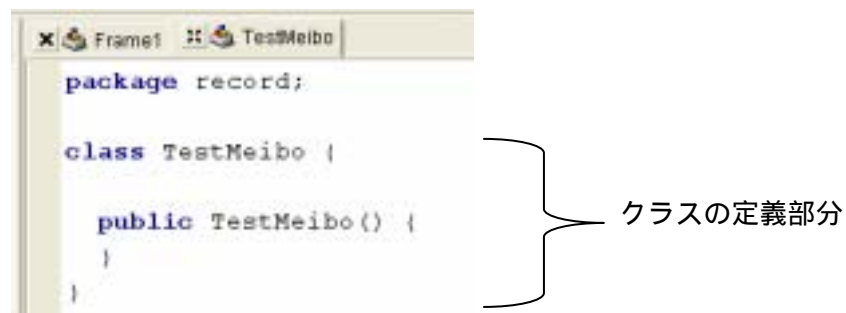 Frame1 TestMeibo
package record;
class TestMeibo {
public TestMeibo() {
}
}
クラスの定義部分